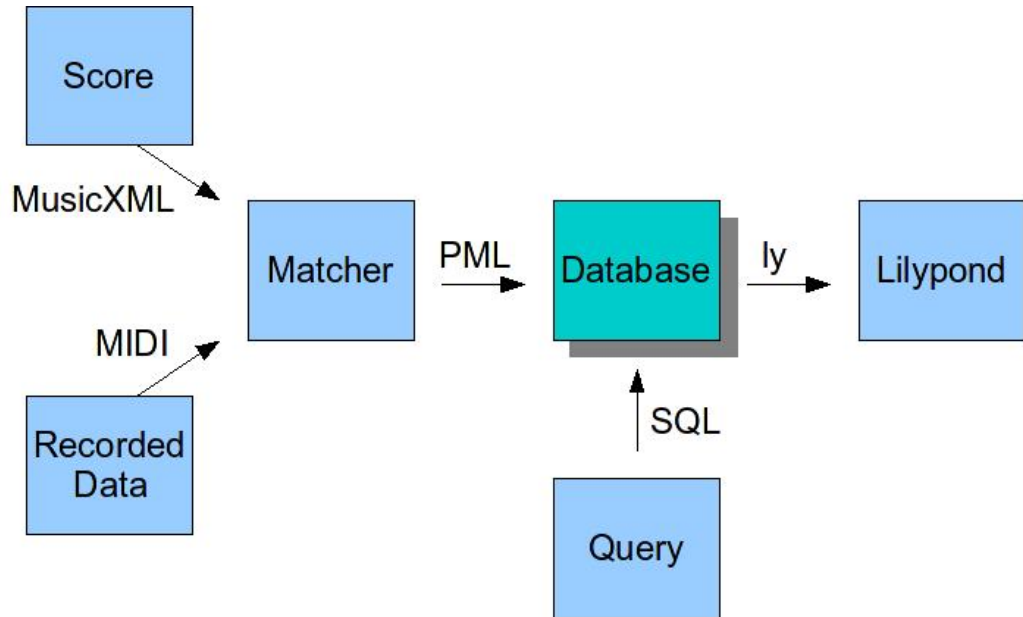 Score
MusicXML
Matcher
PML
Database
ly
Lilypond
MIDI
Recorded
Data
SQL
Query